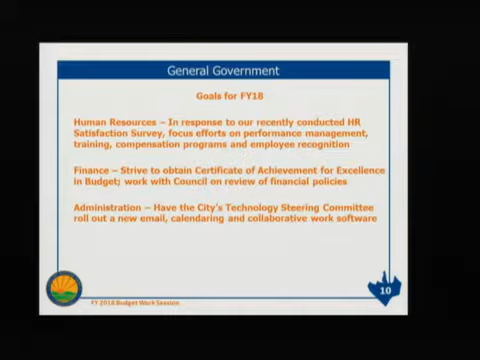 General Government
Goals for FY18
Human Resources – In response to our recently conducted HR
Satisfaction Survey, focus efforts on performance management,
training, compensation programs and employee recognition
Finance – Strive to obtain Certificate of Achievement for Excellence
in Budget; work with Council on review of financial policies
Administration – Have the City's Technology Steering Committee
roll out a new email, calendaring and collaborative work software
10
FY 2018 Budget Work Session